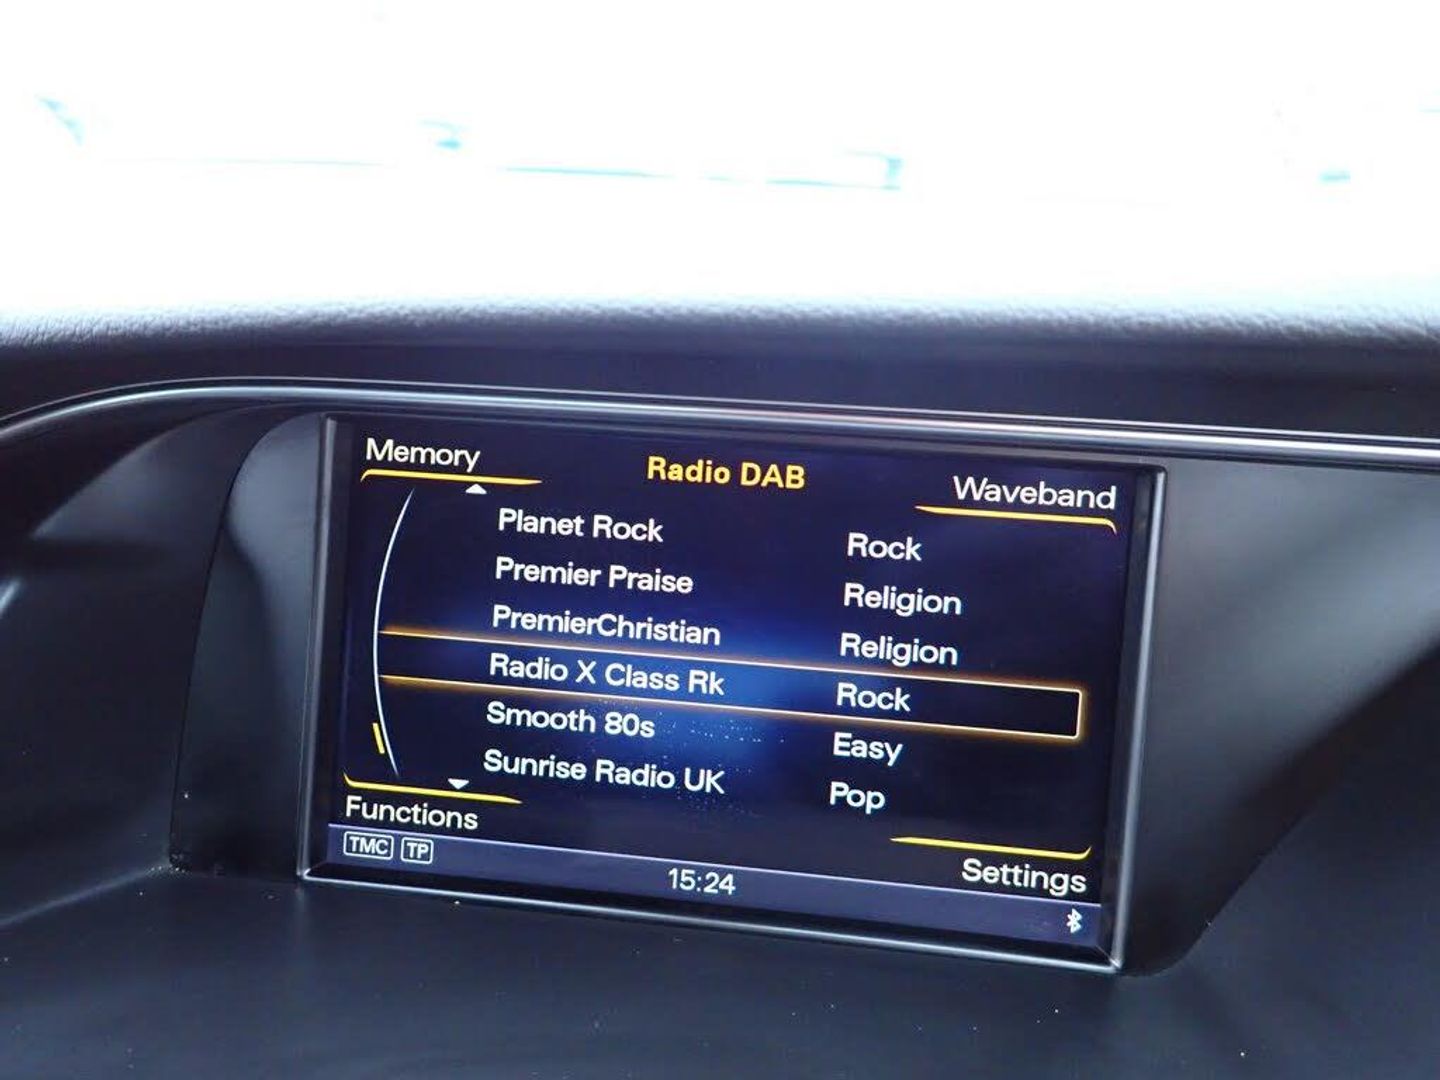 Memory
Radio DAB
Waveband
Planet Rock Rock
Premier Praise Religion
PremierChristian Religion
Radio X Class Rk Rock
Smooth 80s Easy
Sunrise Radio UK Pop
Functions
Settings
TMC TP
15:24